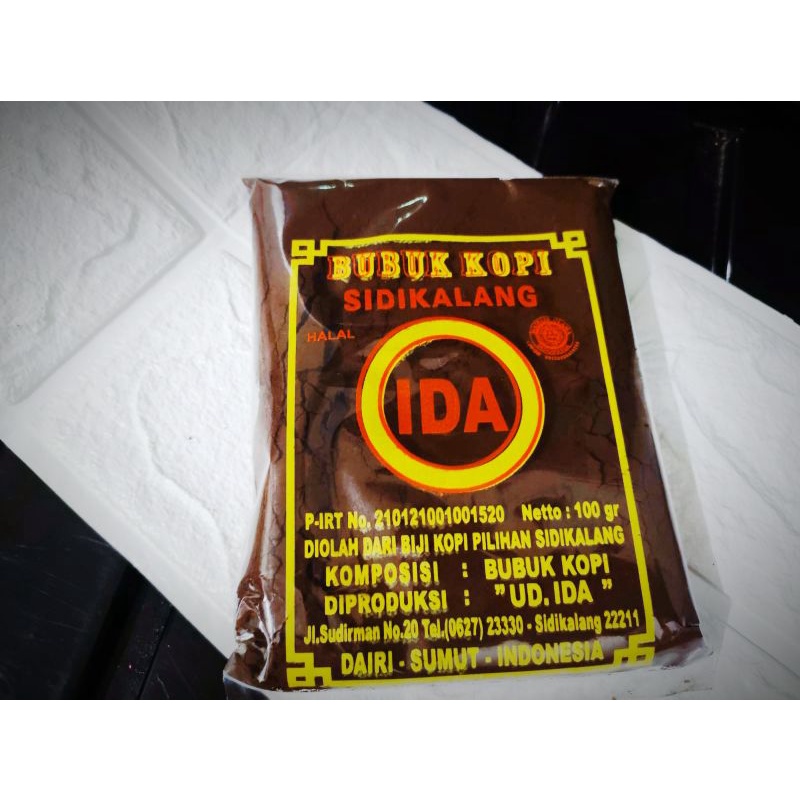 BUBUK KOPI
SIDIKALANG
HALAL
IDA
P-IRT No. 210121001001520 Netto : 100 gr
DIOLAH DARI BIJI KOPI PILIHAN SIDIKALANG
KOMPOSISI : BUBUK KOPI
DIPRODUKSI : "UD. IDA"
Jl.Sudirman No.20 Tel.(0627) 23330 - Sidikalang 22211
DAIRI - SUMUT - INDONESIA